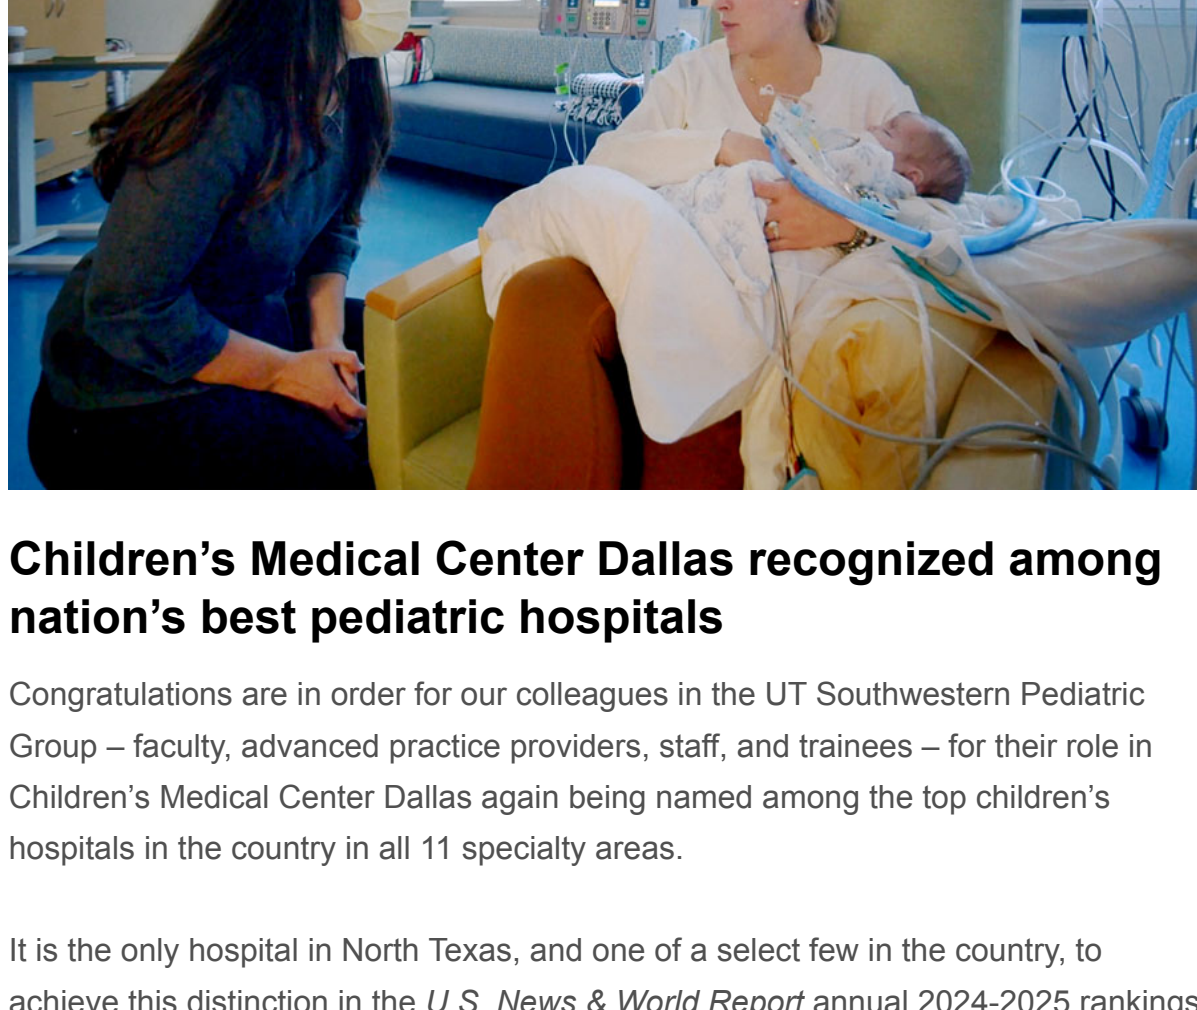 Children’s Medical Center Dallas recognized among
nation’s best pediatric hospitals
Congratulations are in order for our colleagues in the UT Southwestern Pediatric
Group – faculty, advanced practice providers, staff, and trainees – for their role in
Children’s Medical Center Dallas again being named among the top children’s
hospitals in the country in all 11 specialty areas.
It is the only hospital in North Texas, and one of a select few in the country, to
achieve this distinction in the U.S. News & World Report annual 2024-2025 rankings